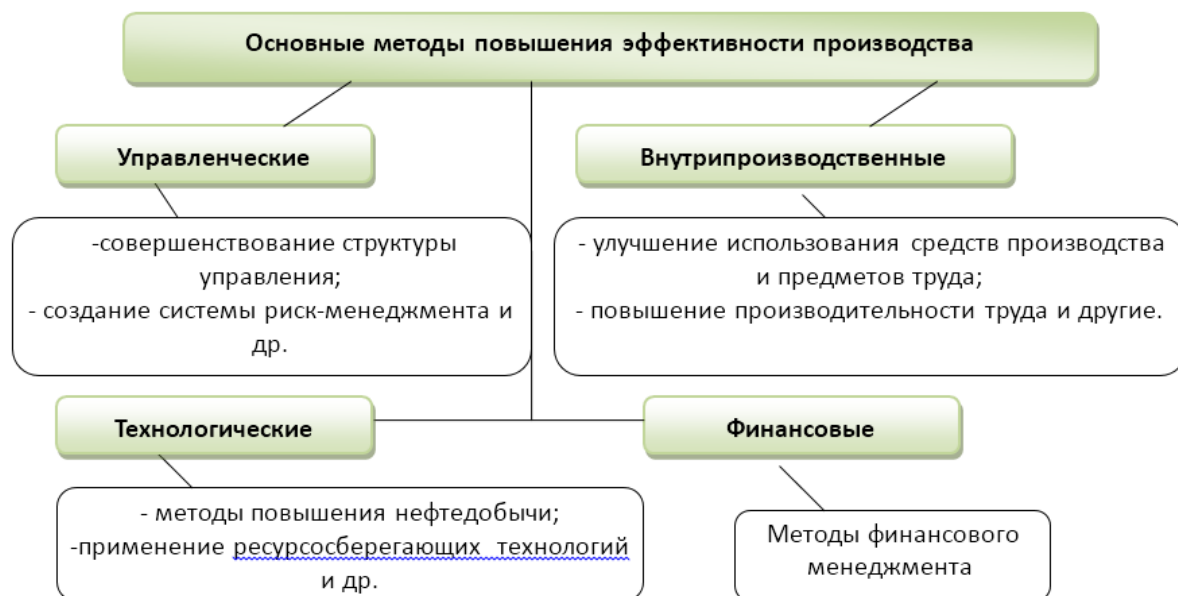 Основные методы повышения эффективности производства
Управленческие
Внутрипроизводственные
-совершенствование структуры
управления;
- создание системы риск-менеджмента и
др.
- улучшение использования средств производства
и предметов труда;
- повышение производительности труда и другие.
Технологические
Финансовые
- методы повышения нефтедобычи;
-применение ресурсосберегающих технологий
и др.
Методы финансового
менеджмента